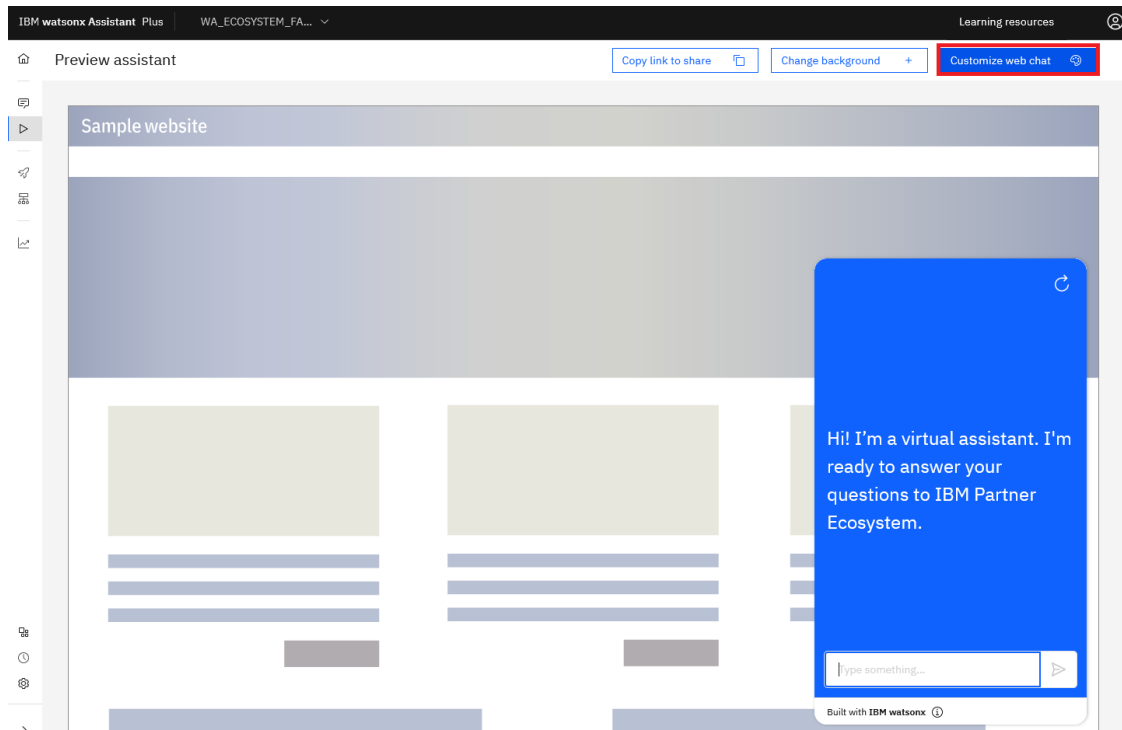 IBM watsonx Assistant Plus
WA_ECOSYSTEM_FA...
Learning resources
Preview assistant
Copy link to share
Change background +
Customize web chat
Sample website
Hi! I'm a virtual assistant. I'm
ready to answer your
questions to IBM Partner
Ecosystem.
Type something...
Built with IBM watsonx